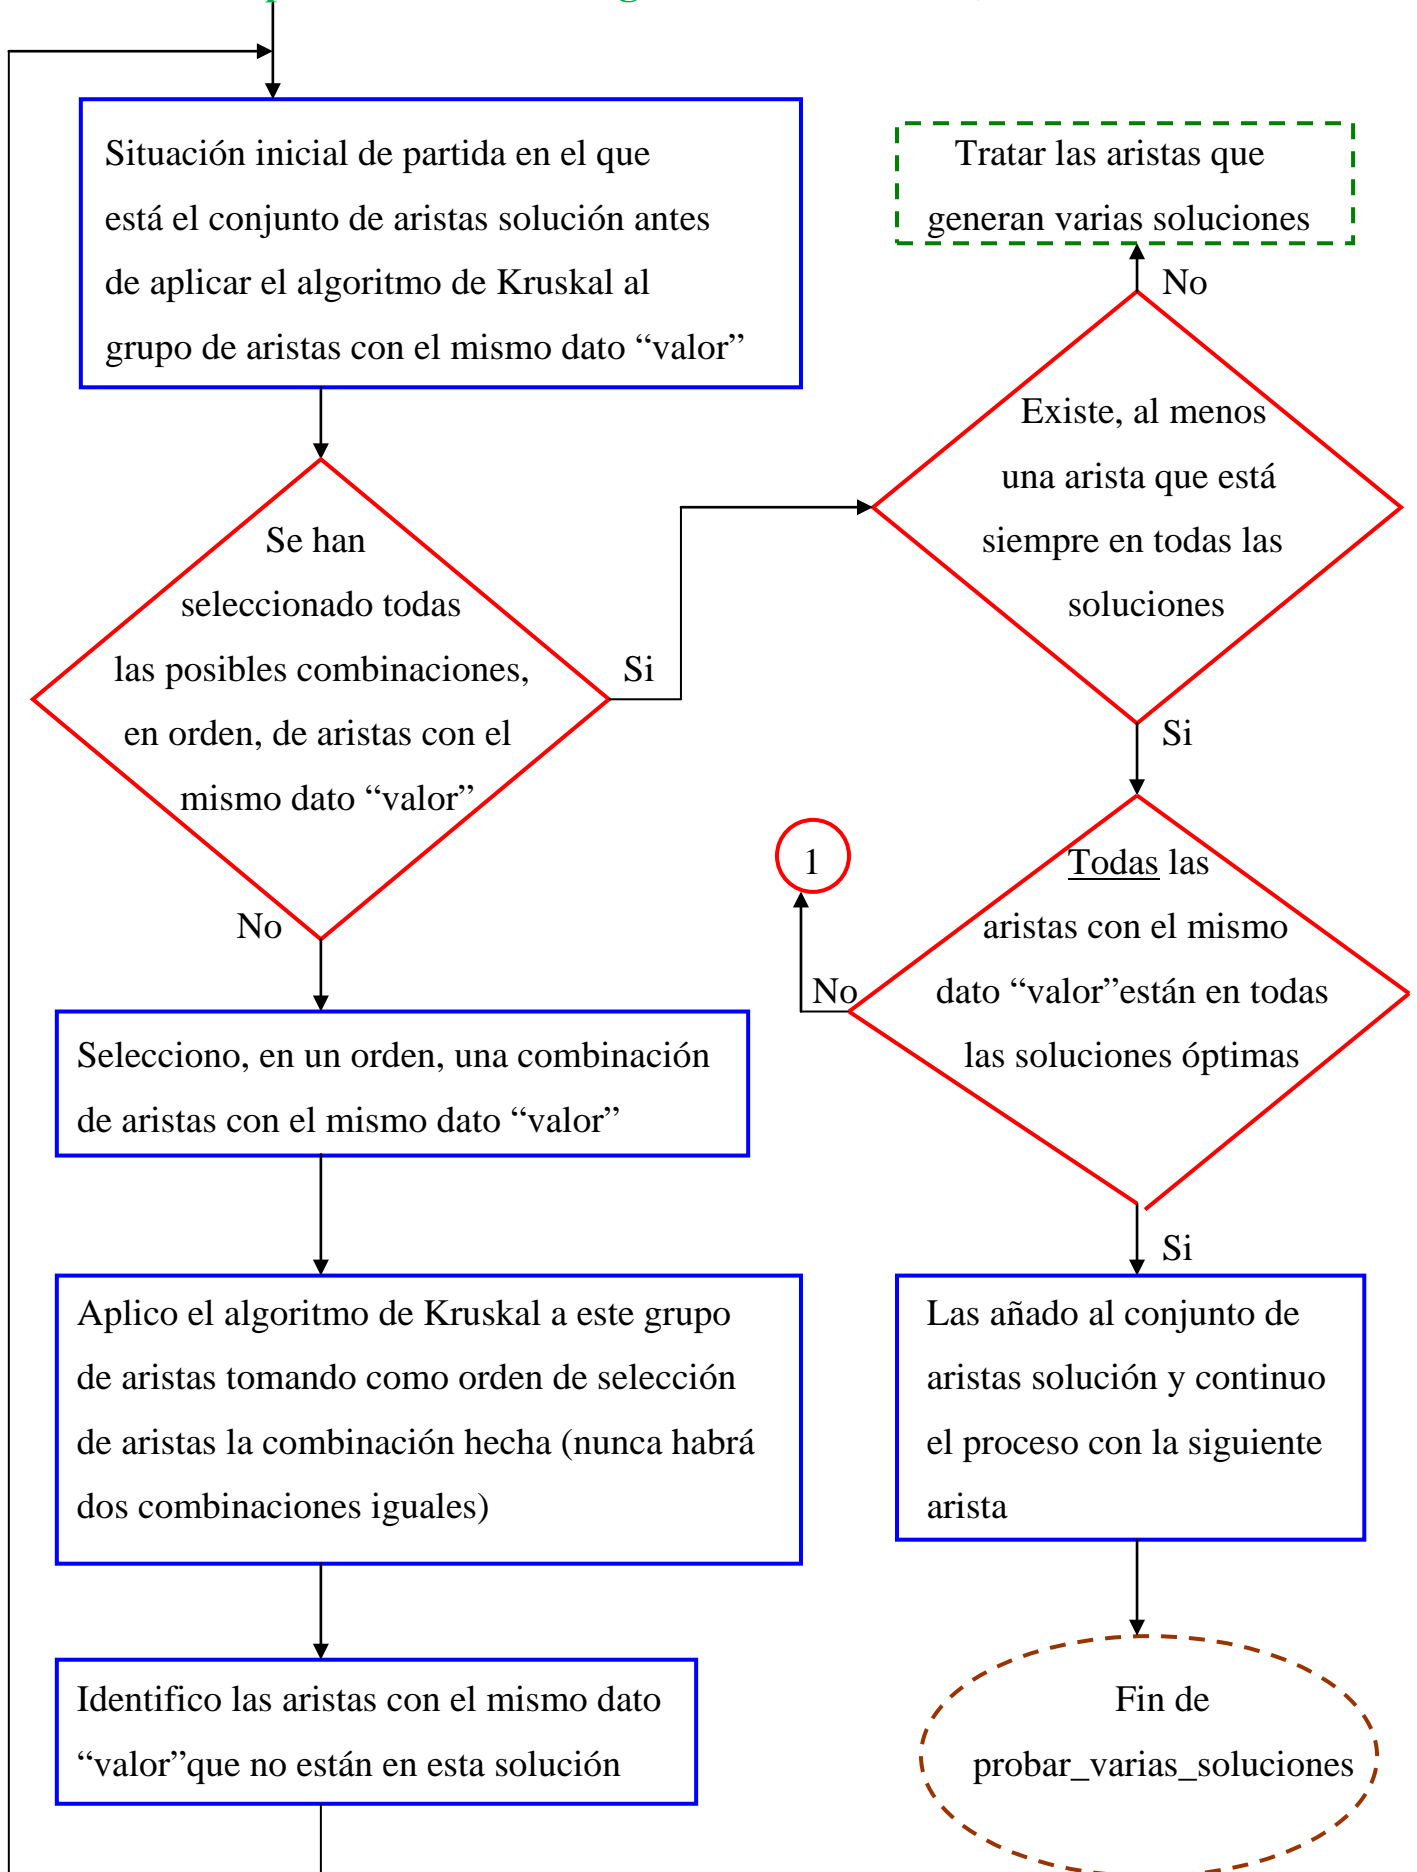 Situación inicial de partida en el que
está el conjunto de aristas solución antes
de aplicar el algoritmo de Kruskal al
grupo de aristas con el mismo dato “valor”
Se han
seleccionado todas
las posibles combinaciones,
en orden, de aristas con el
mismo dato “valor”
Si
No
Selecciono, en un orden, una combinación
de aristas con el mismo dato “valor”
Aplico el algoritmo de Kruskal a este grupo
de aristas tomando como orden de selección
de aristas la combinación hecha (nunca habrá
dos combinaciones iguales)
Identifico las aristas con el mismo dato
“valor”que no están en esta solución
Tratar las aristas que
generan varias soluciones
No
Existe, al menos
una arista que está
siempre en todas las
soluciones
Si
1
No
Todas las
aristas con el mismo
dato “valor”están en todas
las soluciones óptimas
Si
Las añado al conjunto de
aristas solución y continuo
el proceso con la siguiente
arista
Fin de
probar_varias_soluciones